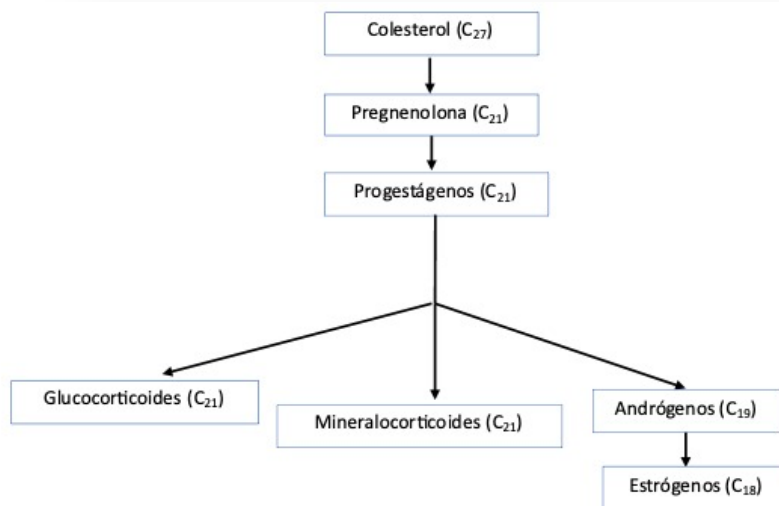 Colesterol (C₂₇)
Pregnenolona (C₂₁)
Progestágenos (C₂₁)
Glucocorticoides (C₂₁)
Mineralocorticoides (C₂₁)
Andrógenos (C₁₉)
Estrógenos (C₁₈)